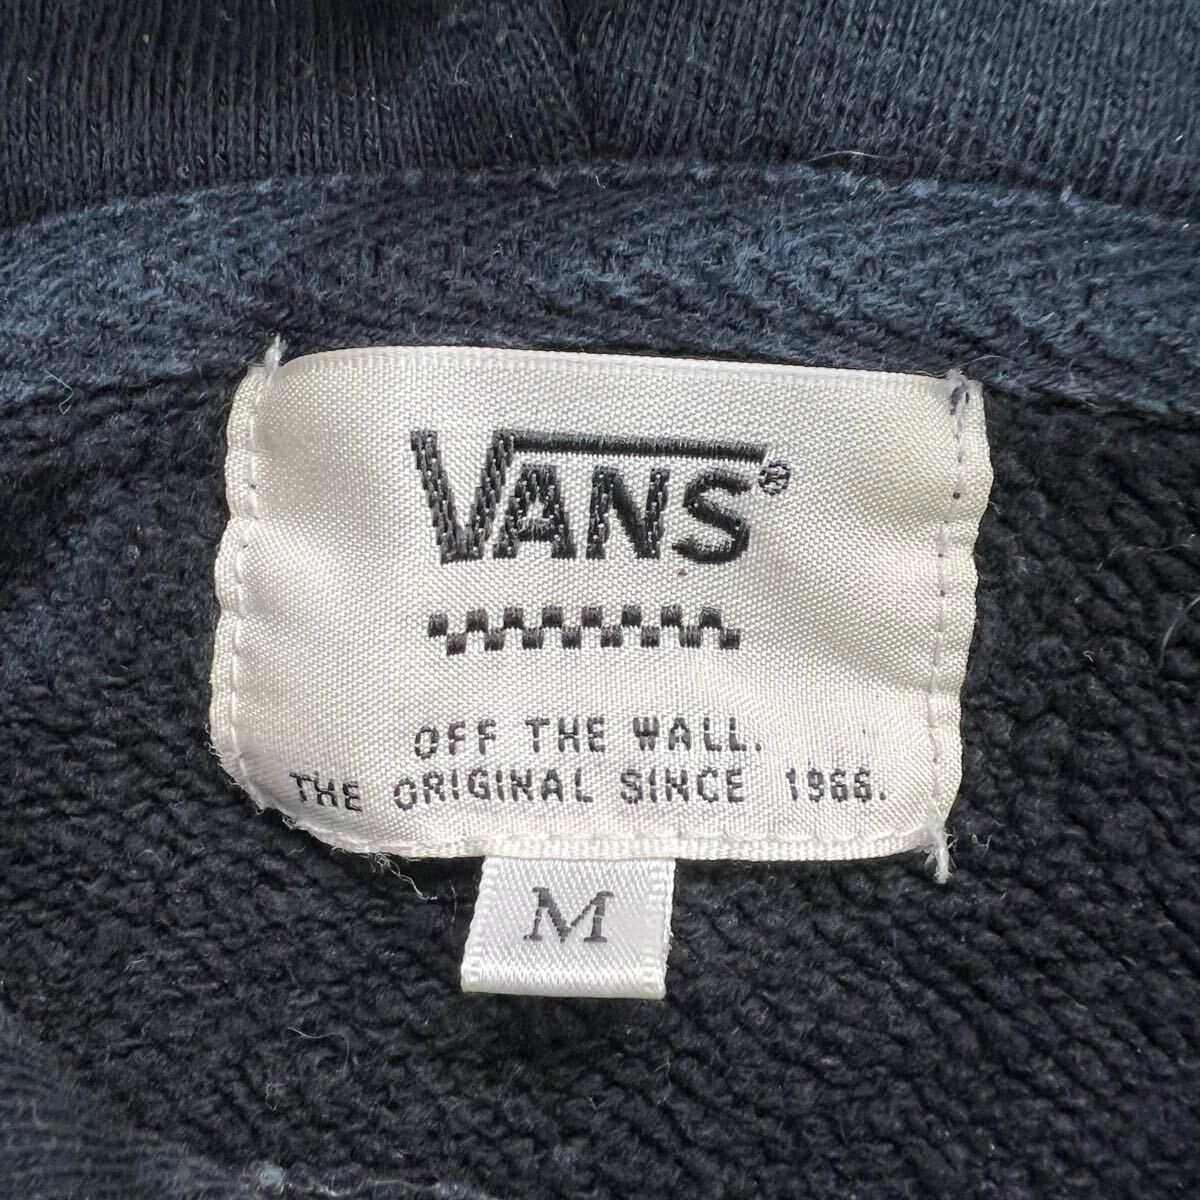 VANS®
OFF THE WALL.
THE ORIGINAL SINCE 1966.
M